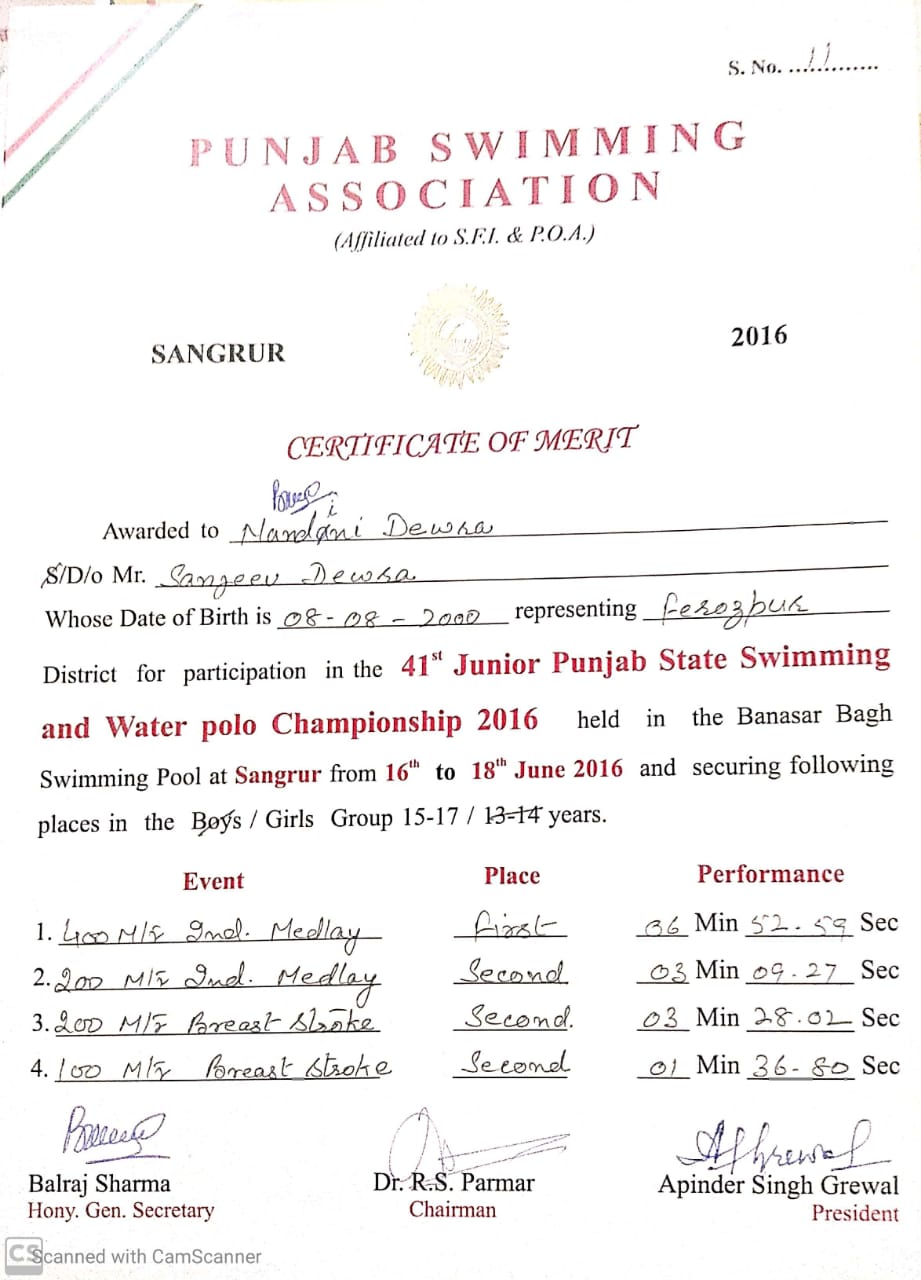 S. No. ...11.......
PUNJAB SWIMMING
ASSOCIATION
(Affiliated to S.F.I. & P.O.A.)
SANGRUR
2016
CERTIFICATE OF MERIT
i
Awarded to Nandani Dewra
S/D/o Mr. Sanjeev Dewra
Whose Date of Birth is 08-08-2000 representing ferozpur
District for participation in the 41st Junior Punjab State Swimming
and Water polo Championship 2016 held in the Banasar Bagh
Swimming Pool at Sangrur from 16th to 18th June 2016 and securing following
places in the Boys / Girls Group 15-17 / 13-14 years.
Event Place Performance
1. 400 Mtr Ind. Medlay first 06 Min 52.59 Sec
2. 200 Mtr Ind. Medlay Second 03 Min 09.27 Sec
3. 200 Mtr Breast Stroke Second. 03 Min 28.02 Sec
4. 100 Mtr Breast Stroke Second 01 Min 36-80 Sec
Balraj Sharma
Hony. Gen. Secretary
Dr. R.S. Parmar
Chairman
AS Grewal
Apinder Singh Grewal
President
CS Scanned with CamScanner